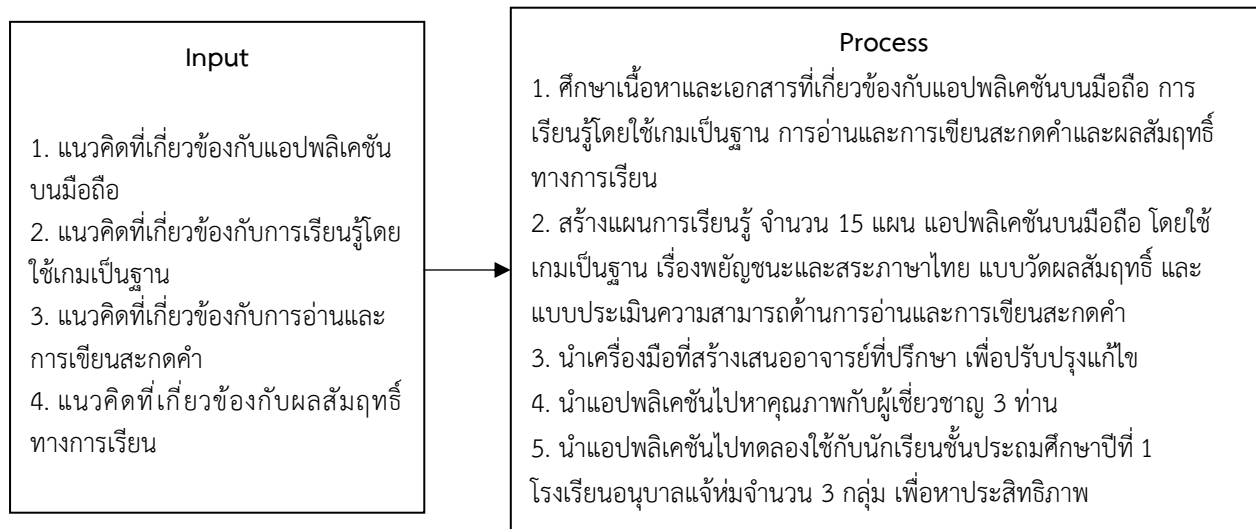 Input
1. แนวคิดที่เกี่ยวข้องกับแอปพลิเคชัน
บนมือถือ
2. แนวคิดที่เกี่ยวข้องกับการเรียนรู้โดย
ใช้เกมเป็นฐาน
3. แนวคิดที่เกี่ยวข้องกับการอ่านและ
การเขียนสะกดคำ
4. แนวคิดที่เกี่ยวข้องกับผลสัมฤทธิ์
ทางการเรียน
Process
1. ศึกษาเนื้อหาและเอกสารที่เกี่ยวข้องกับแอปพลิเคชันบนมือถือ การ
เรียนรู้โดยใช้เกมเป็นฐาน การอ่านและการเขียนสะกดคำและผลสัมฤทธิ์
ทางการเรียน
2. สร้างแผนการเรียนรู้ จำนวน 15 แผน แอปพลิเคชันบนมือถือ โดยใช้
เกมเป็นฐาน เรื่องพยัญชนะและสระภาษาไทย แบบวัดผลสัมฤทธิ์ และ
แบบประเมินความสามารถด้านการอ่านและการเขียนสะกดคำ
3. นำเครื่องมือที่สร้างเสนออาจารย์ที่ปรึกษา เพื่อปรับปรุงแก้ไข
4. นำแอปพลิเคชันไปหาคุณภาพกับผู้เชี่ยวชาญ 3 ท่าน
5. นำแอปพลิเคชันไปทดลองใช้กับนักเรียนชั้นประถมศึกษาปีที่ 1
โรงเรียนอนุบาลแจ้ห่มจำนวน 3 กลุ่ม เพื่อหาประสิทธิภาพ